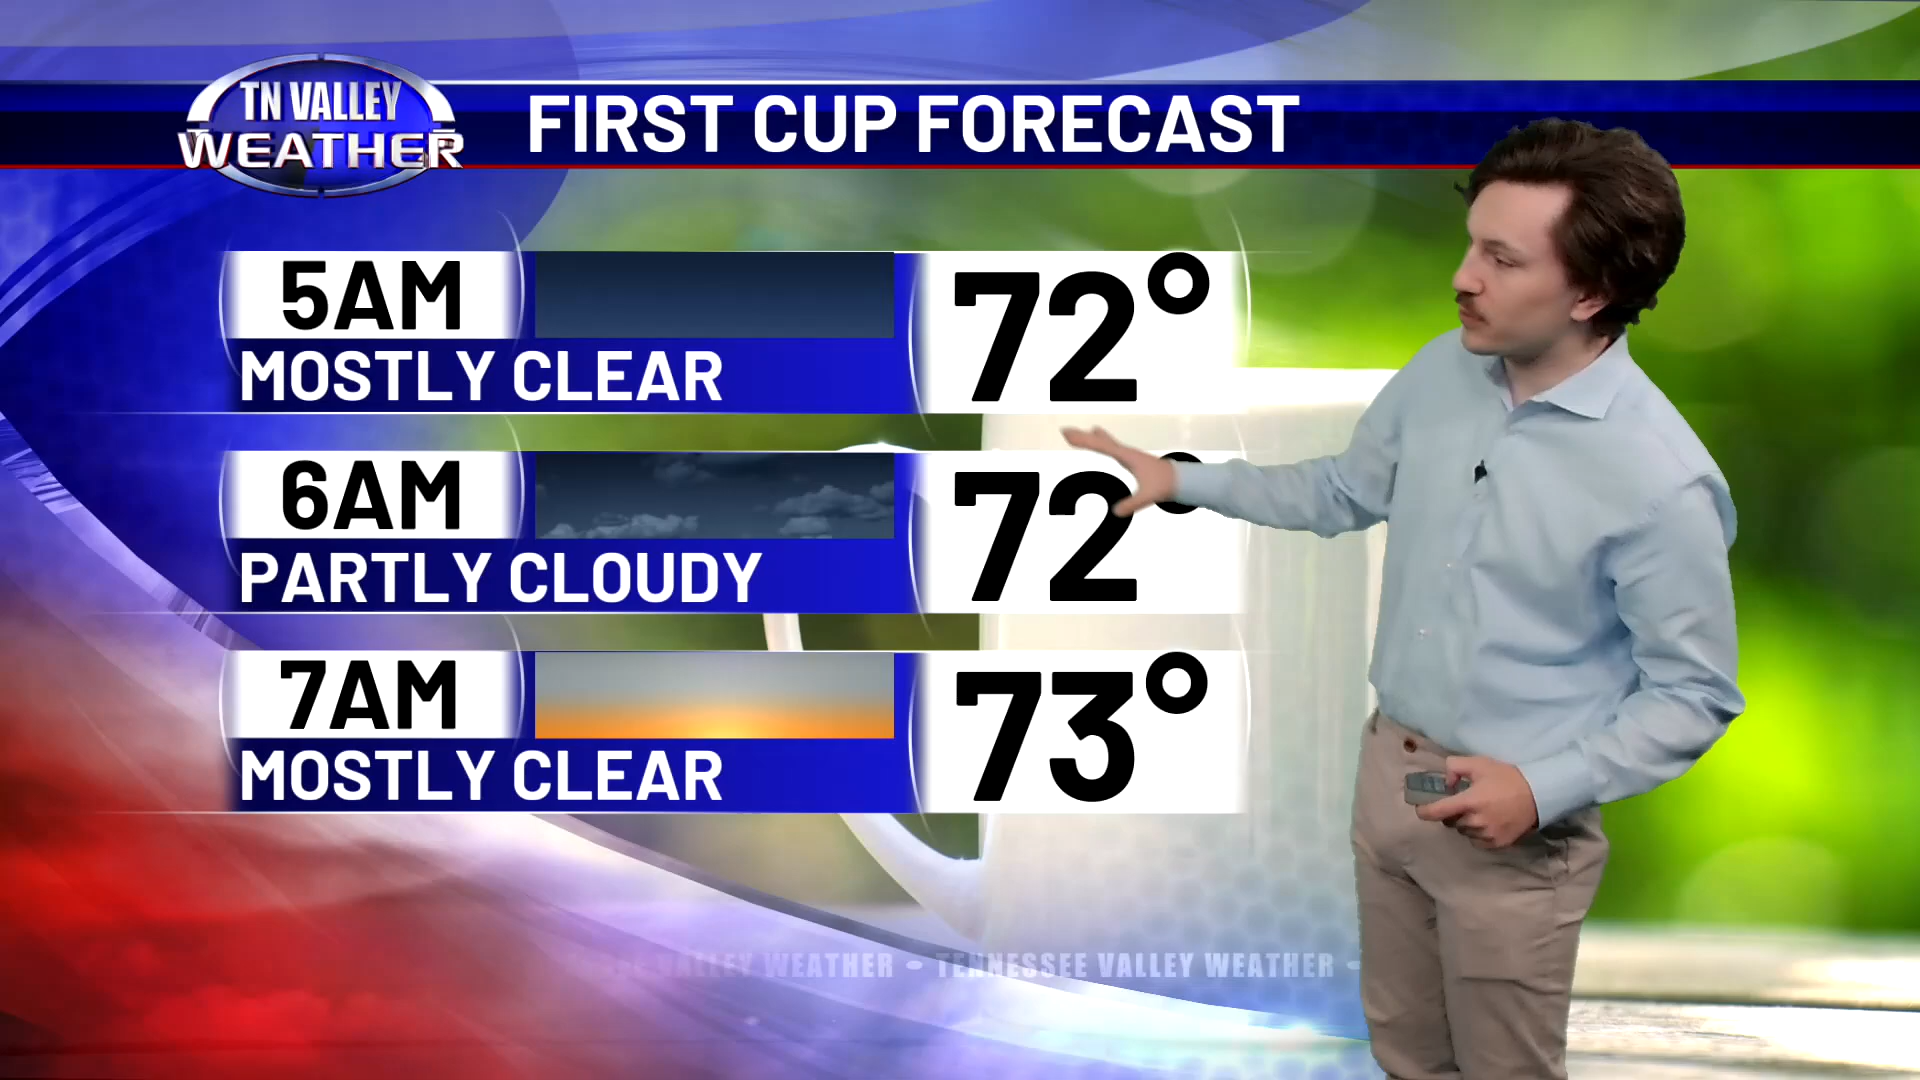 TN VALLEY
WEATHER
FIRST CUP FORECAST
5AM
72°
MOSTLY CLEAR
6AM
72°
PARTLY CLOUDY
7AM
73°
MOSTLY CLEAR
VALLEY WEATHER • TENNESSEE VALLEY WEATHER